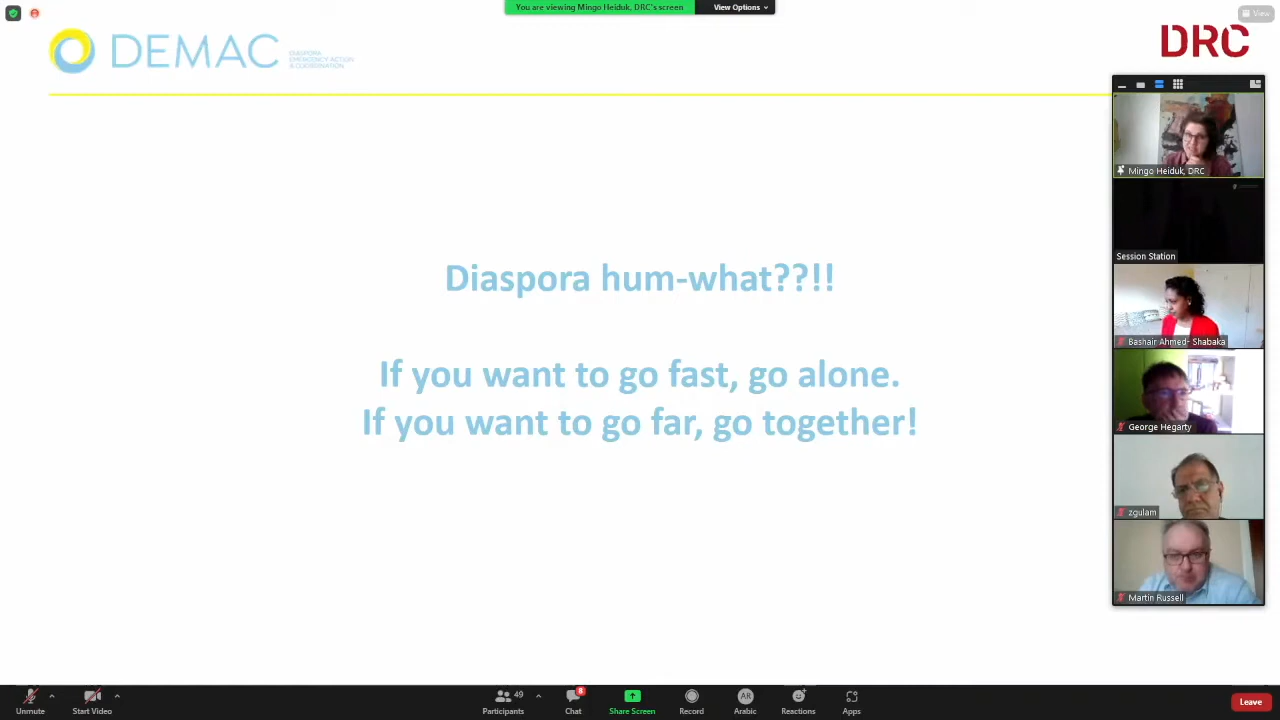 You are viewing Mingo Heiduk, DRC's screen
View Options
View
DEMAC
DIASPORA
EMERGENCY ACTION
& COORDINATION
DRC
Mingo Heiduk, DRC
Session Station
Bashair Ahmed- Shabaka
George Hegarty
zgulam
Martin Russell
Diaspora hum-what??!!
If you want to go fast, go alone.
If you want to go far, go together!
Unmute
Start Video
49
Participants
8
Chat
Share Screen
Record
AR
Arabic
Reactions
Apps
Leave